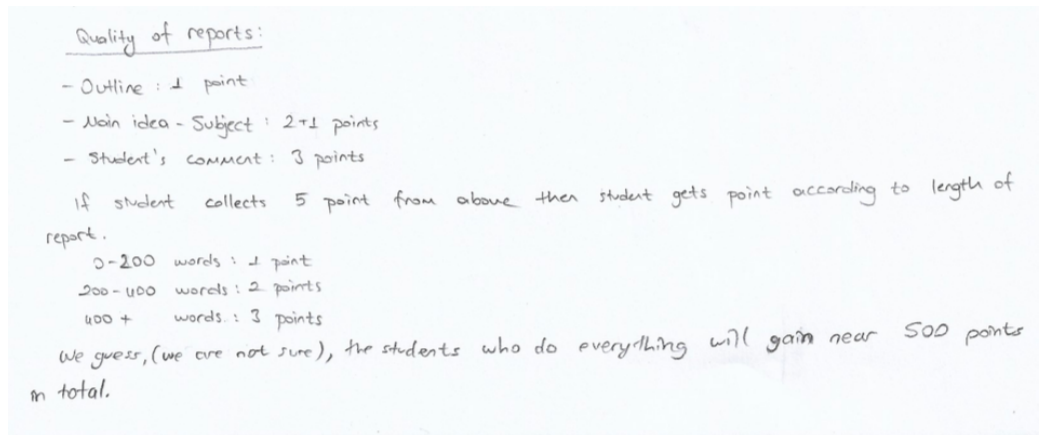 Quality of reports:
- Outline : 1 point
- Main idea - Subject : 2+1 points
- Student's comment : 3 points
If student collects 5 point from above then student gets point according to length of
report.
0-200 words : 1 point
200-400 words : 2 points
400 + words : 3 points
We guess, (we are not sure), the students who do everything will gain near 500 points
in total.